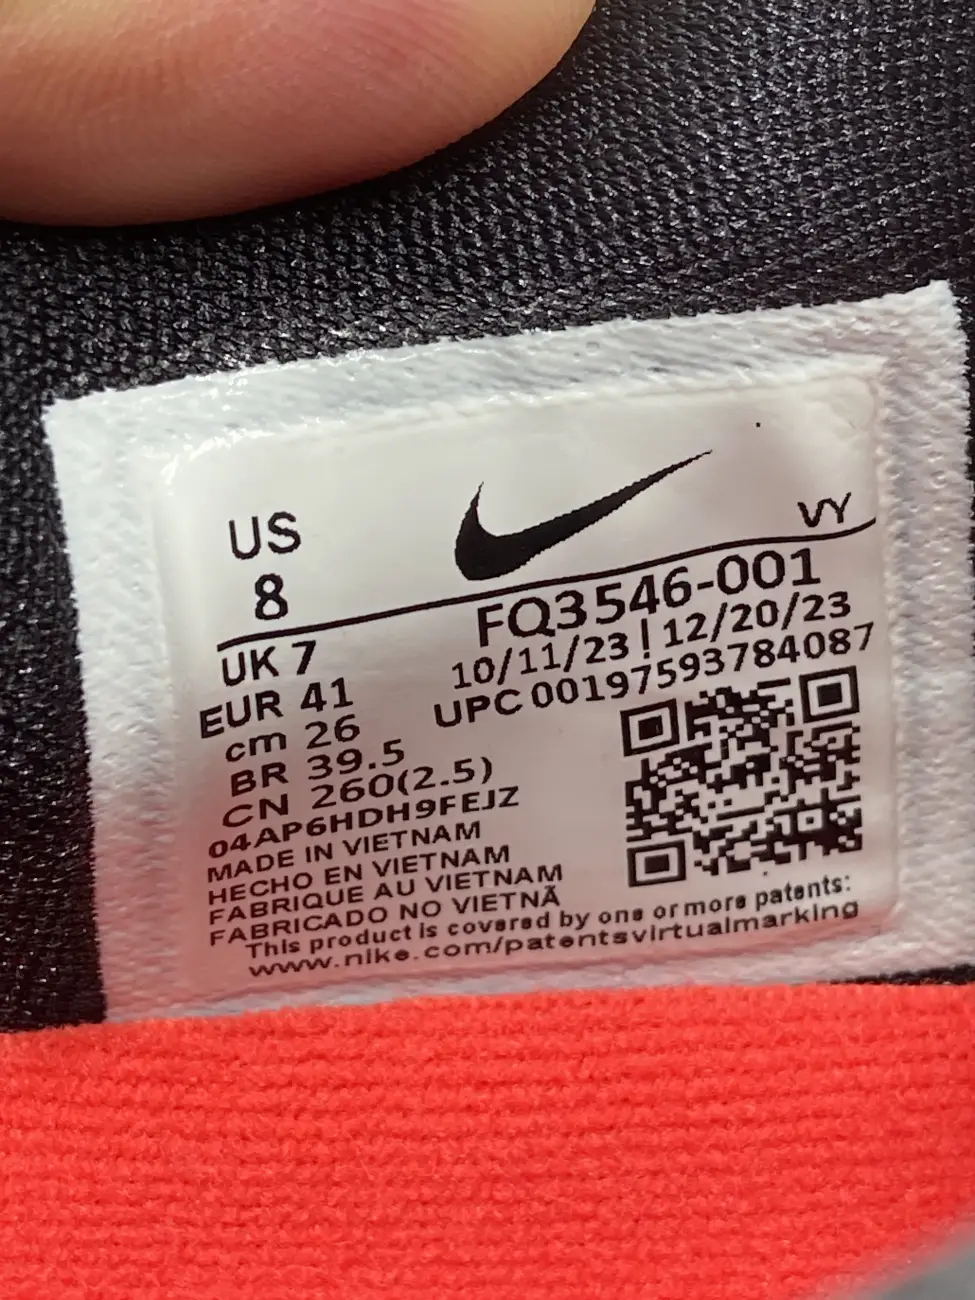 US
8
VY
FQ3546-001
10/11/23 | 12/20/23
UPC 00197593784087
UK 7
EUR 41
cm 26
BR 39.5
CN 260(2.5)
04AP6HDH9FEJZ
MADE IN VIETNAM
HECHO EN VIETNAM
FABRIQUE AU VIETNAM
FABRICADO NO VIETNÃ
This product is covered by one or more patents:
www.nike.com/patentsvirtualmarking